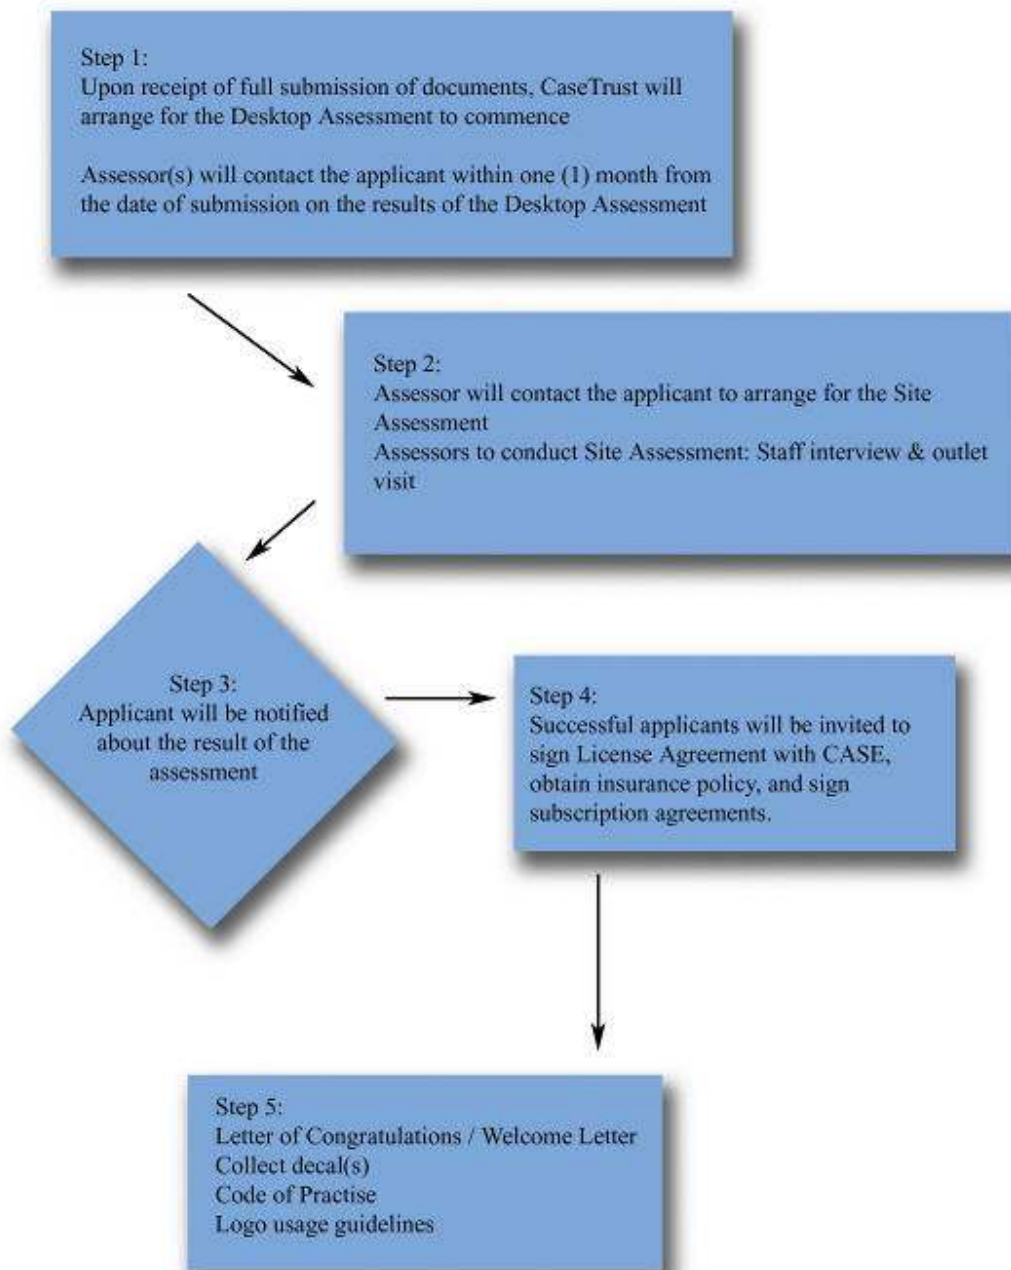 Step 1:
Upon receipt of full submission of documents, CaseTrust will
arrange for the Desktop Assessment to commence
Assessor(s) will contact the applicant within one (1) month from
the date of submission on the results of the Desktop Assessment
Step 2:
Assessor will contact the applicant to arrange for the Site
Assessment
Assessors to conduct Site Assessment: Staff interview & outlet
visit
Step 3:
Applicant will be notified
about the result of the
assessment
Step 4:
Successful applicants will be invited to
sign License Agreement with CASE,
obtain insurance policy, and sign
subscription agreements.
Step 5:
Letter of Congratulations / Welcome Letter
Collect decal(s)
Code of Practise
Logo usage guidelines